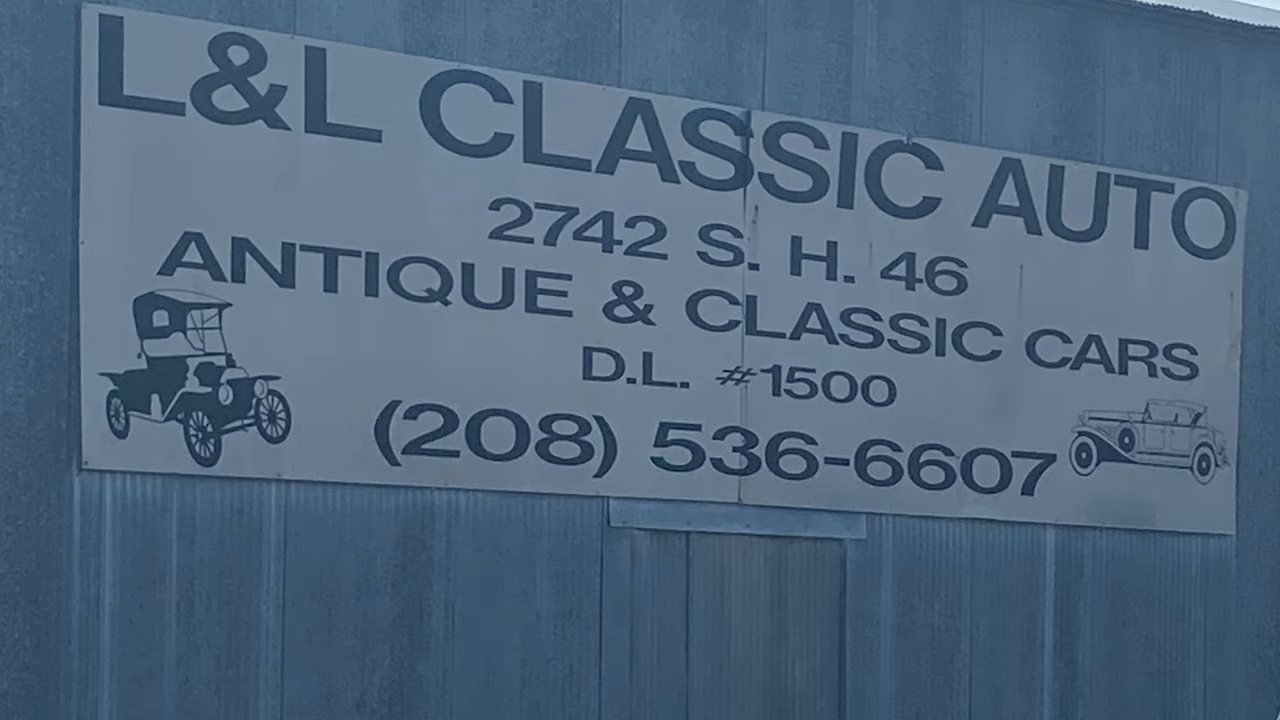 L&L CLASSIC AUTO
2742 S. H. 46
ANTIQUE & CLASSIC CARS
D.L. #1500
(208) 536-6607